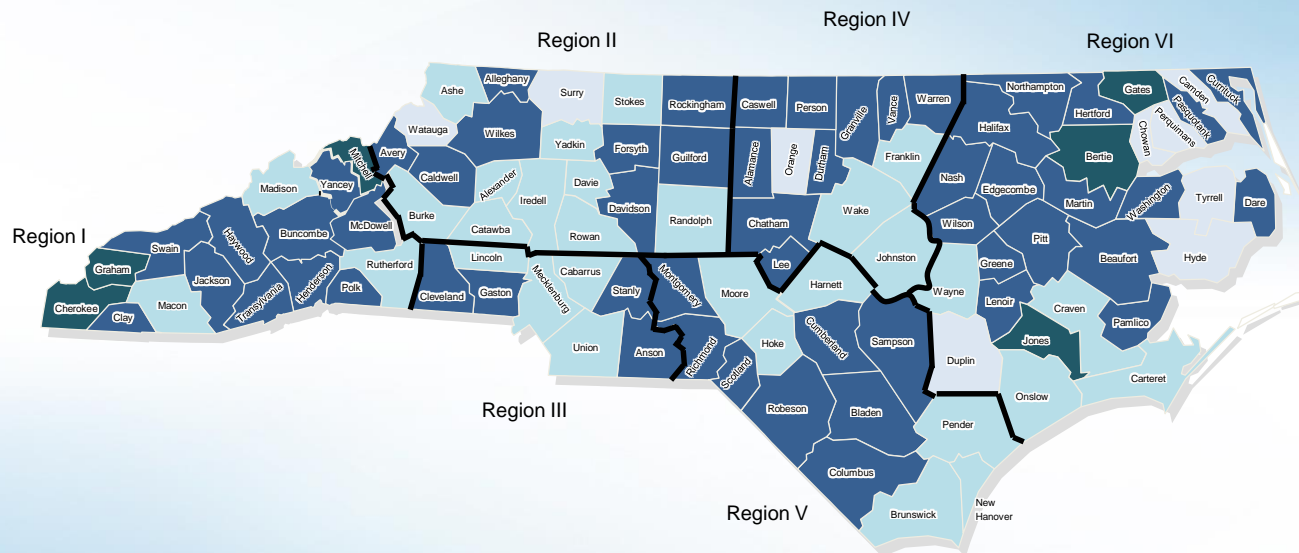 Region IV
Region II
Region VI
Region I
Region III
Region V
Ashe
Alleghany
Surry
Stokes
Rockingham
Caswell
Person
Granville
Vance
Warren
Northampton
Hertford
Gates
Camden
Currituck
Pasquotank
Perquimans
Chowan
Watauga
Wilkes
Yadkin
Forsyth
Guilford
Alamance
Orange
Durham
Franklin
Halifax
Bertie
Mitchell
Avery
Caldwell
Alexander
Iredell
Davie
Davidson
Randolph
Chatham
Wake
Nash
Edgecombe
Martin
Washington
Tyrrell
Dare
Madison
Yancey
Burke
Catawba
Rowan
Lee
Johnston
Wilson
Pitt
Beaufort
Hyde
McDowell
Buncombe
Haywood
Swain
Graham
Jackson
Cherokee
Macon
Clay
Transylvania
Henderson
Polk
Rutherford
Cleveland
Lincoln
Gaston
Mecklenburg
Cabarrus
Stanly
Montgomery
Moore
Harnett
Wayne
Greene
Lenoir
Craven
Pamlico
Jones
Union
Anson
Richmond
Scotland
Hoke
Cumberland
Sampson
Duplin
Onslow
Carteret
Robeson
Bladen
Pender
Columbus
Brunswick
New
Hanover